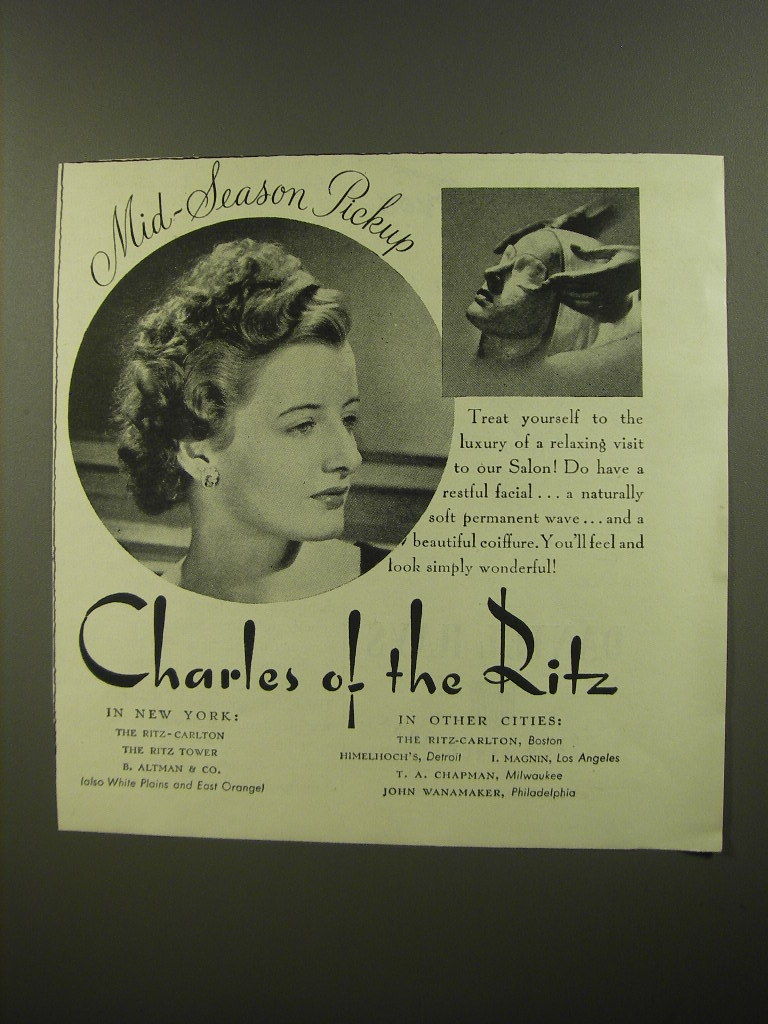 Mid-Season Pickup
Treat yourself to the
luxury of a relaxing visit
to our Salon! Do have a
restful facial . . . a naturally
soft permanent wave . . . and a
beautiful coiffure. You'll feel and
look simply wonderful!
Charles of the Ritz
IN NEW YORK:
THE RITZ-CARLTON
THE RITZ TOWER
B. ALTMAN & CO.
(also White Plains and East Orange)
IN OTHER CITIES:
THE RITZ-CARLTON, Boston
HIMELHOCH'S, Detroit I. MAGNIN, Los Angeles
T. A. CHAPMAN, Milwaukee
JOHN WANAMAKER, Philadelphia